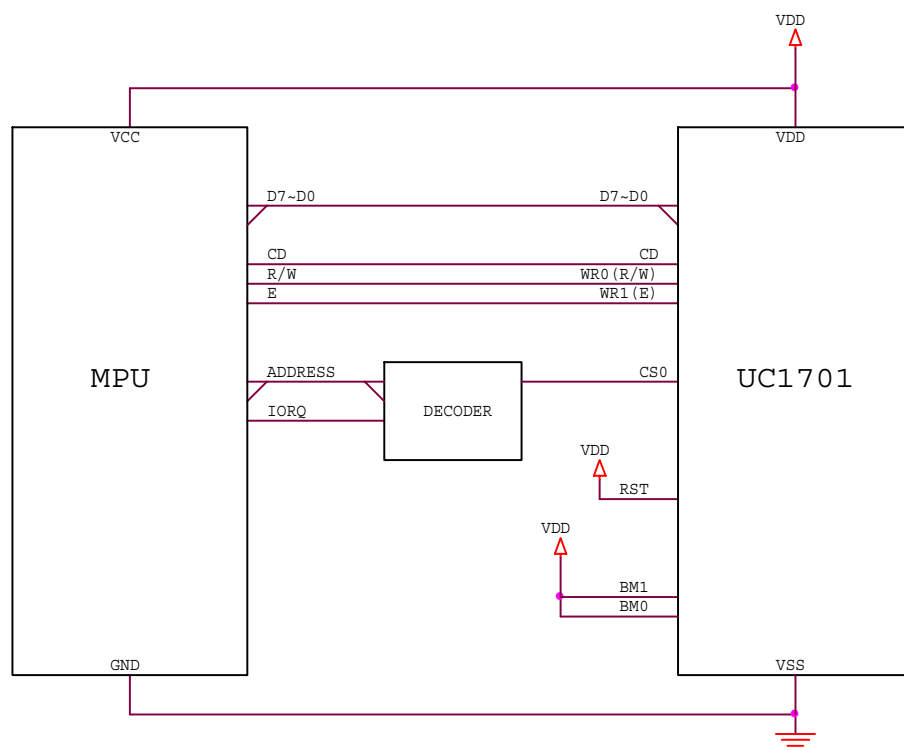 VDD
VCC
VDD
D7~D0 D7~D0
CD CD
R/W WR0(R/W)
E WR1(E)
MPU ADDRESS CS0 UC1701
IORQ DECODER
VDD
RST
VDD
BM1
BM0
GND VSS